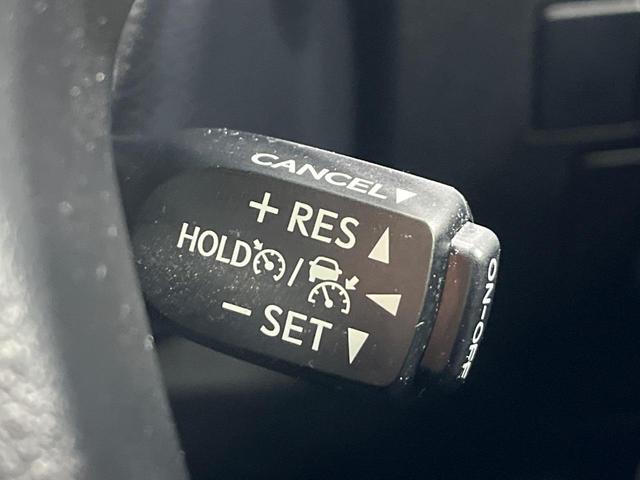 CANCEL▼
+ RES ▲
HOLD / ◀
− SET ▼
ON-OFF